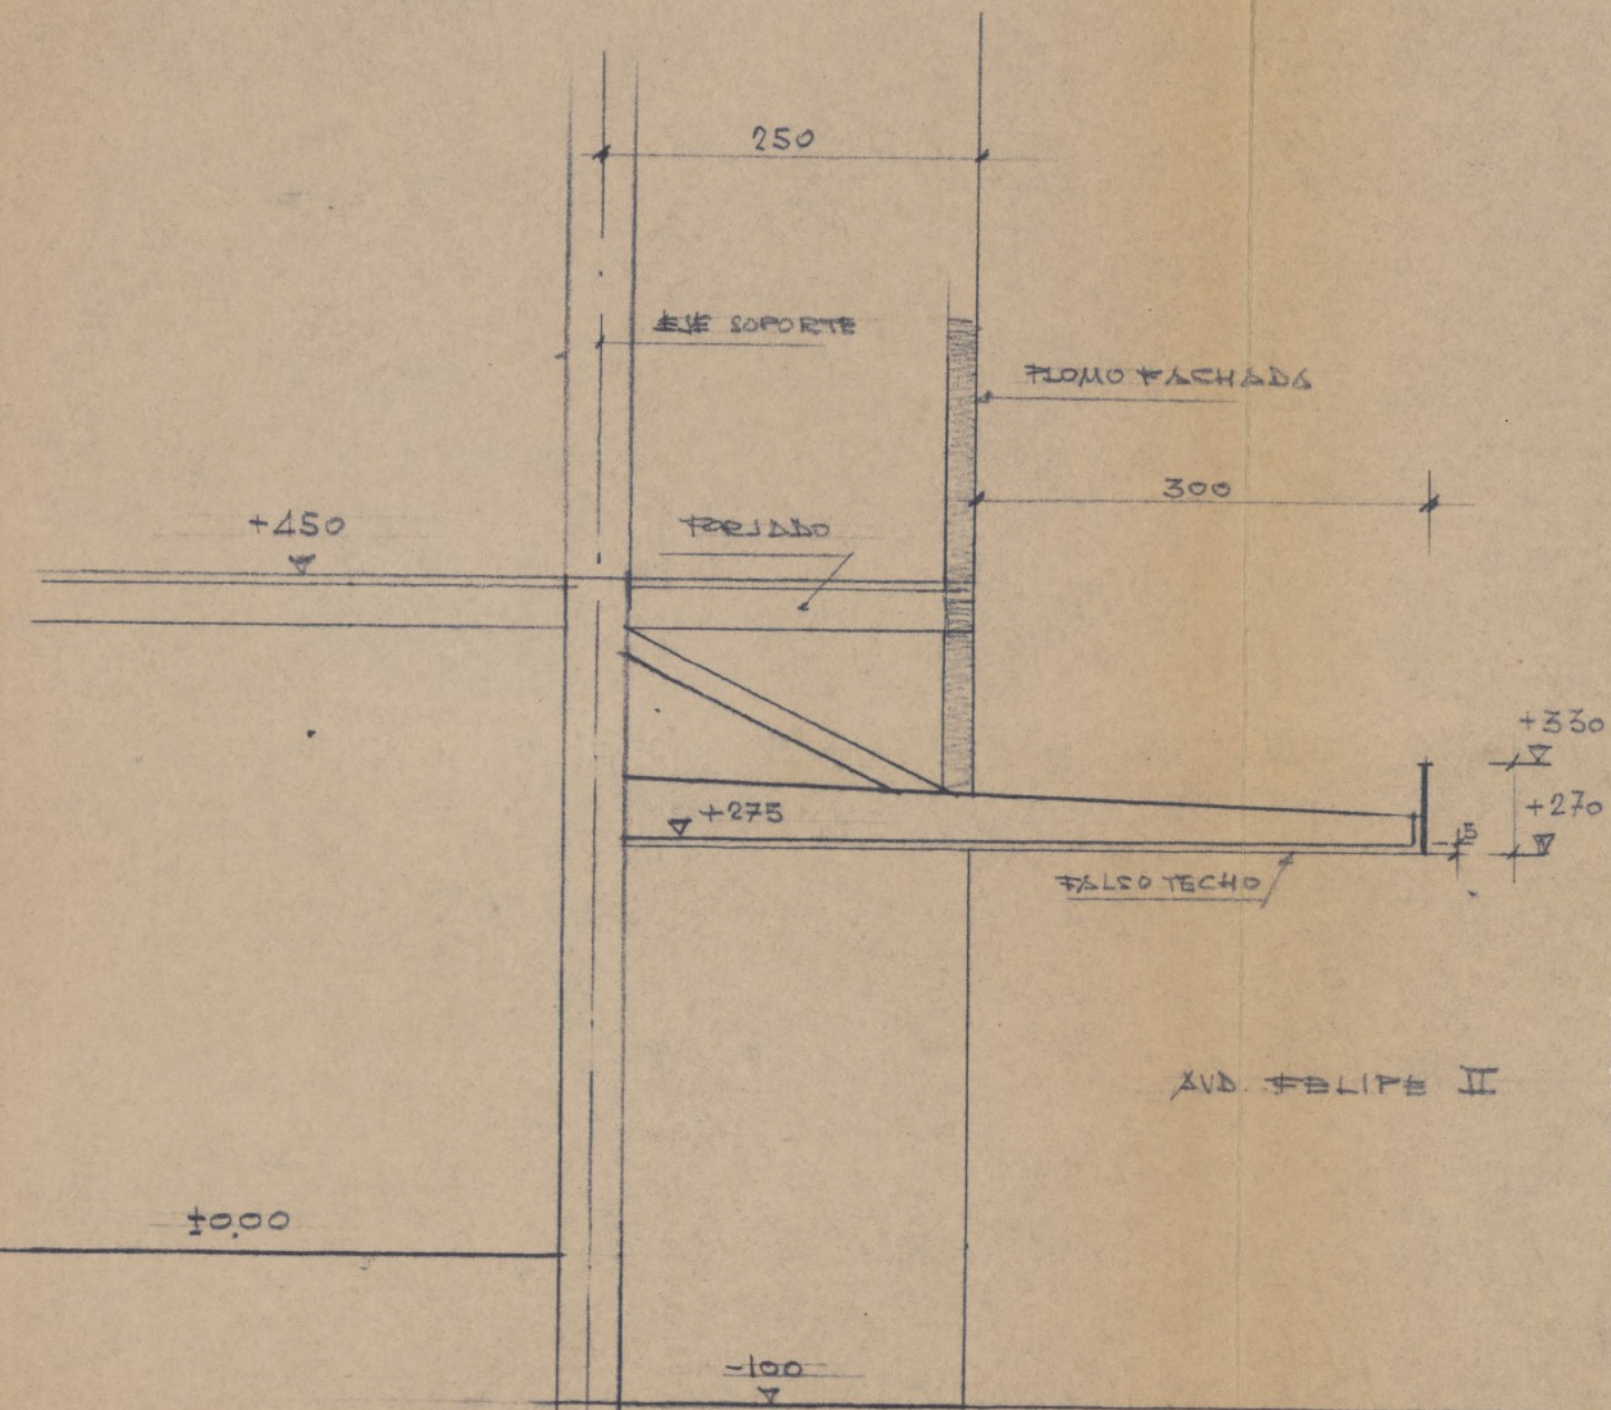 250
EJE SOPORTE
PLOMO FACHADA
300
+450
FORJADO
+330
+275
+270
5
FALSO TECHO
AVD. FELIPE II
±0.00
-100